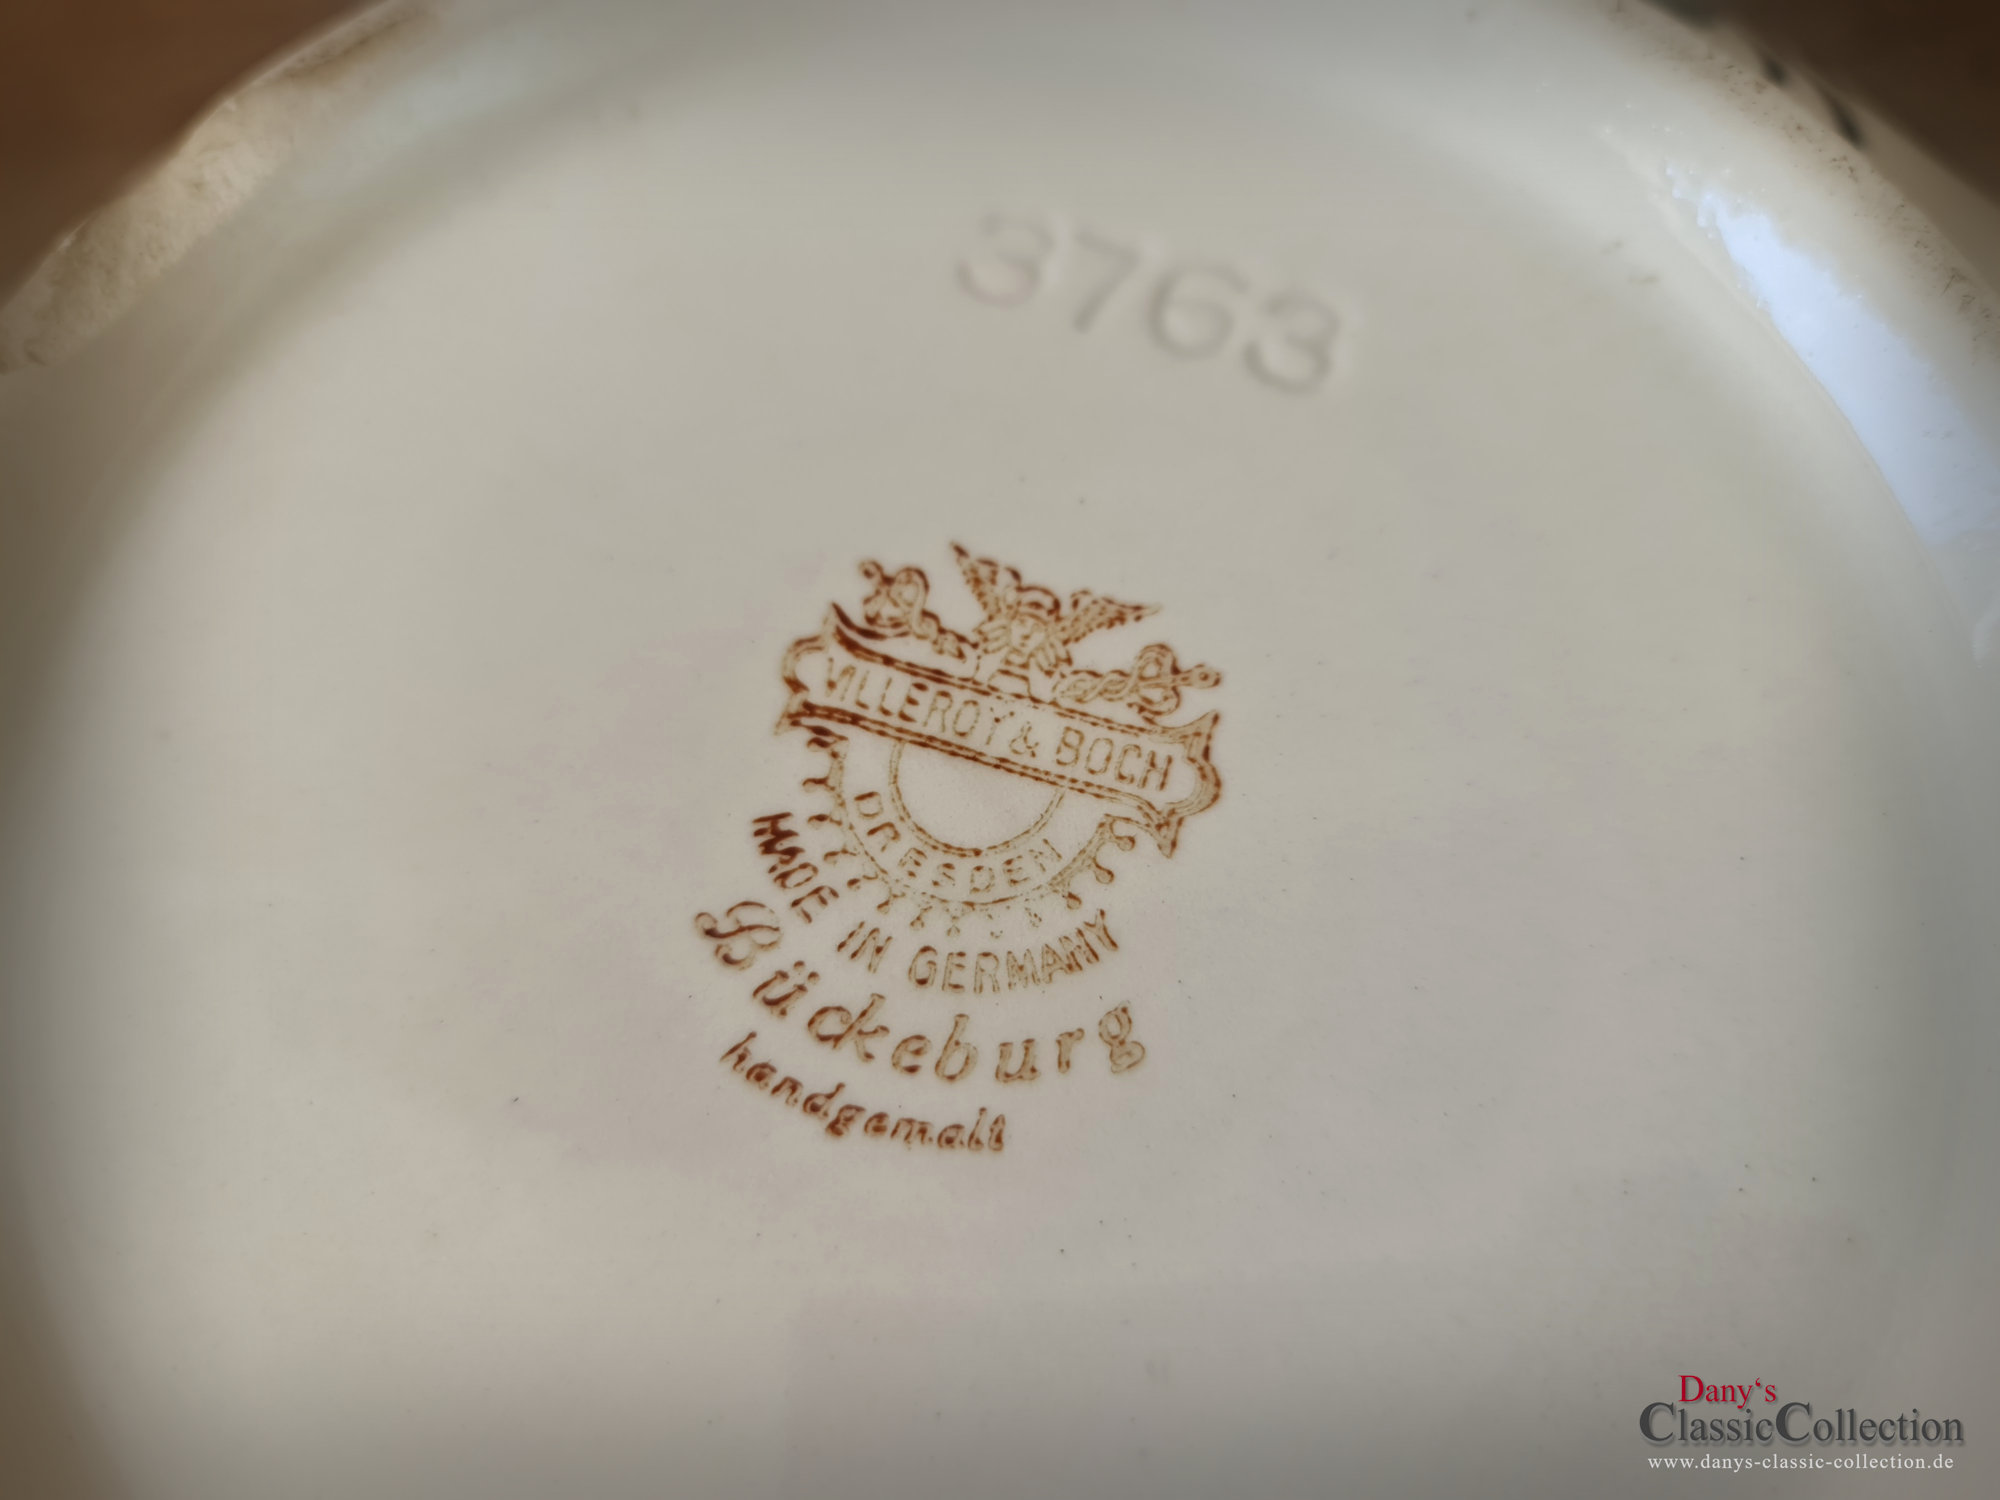 3763
VILLEROY & BOCH
DRESDEN
MADE IN GERMANY
Bückeburg
handgemalt
Dany's
ClassicCollection
www.danys-classic-collection.de